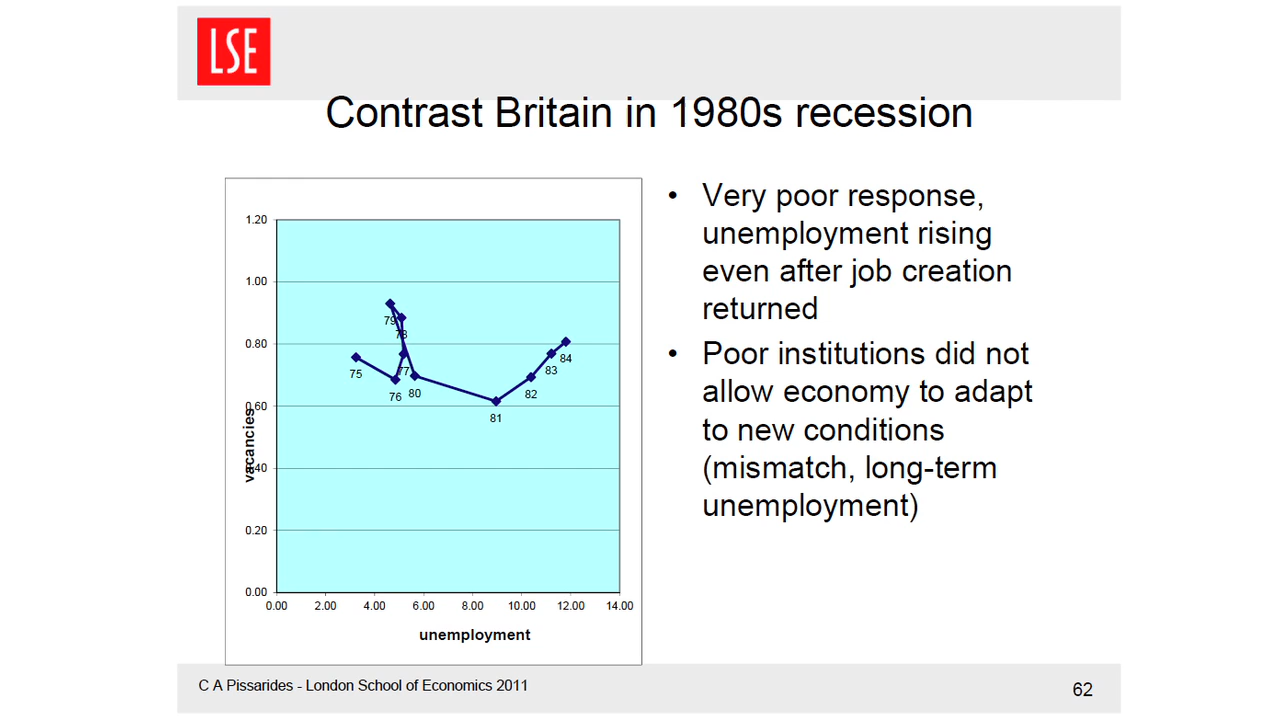 LSE
Contrast Britain in 1980s recession
1.20
1.00
0.80
0.60
0.40
0.20
0.00
0.00 2.00 4.00 6.00 8.00 10.00 12.00 14.00
vacancies
unemployment
75
76
77
78
79
80
81
82
83
84
• Very poor response,
unemployment rising
even after job creation
returned
• Poor institutions did not
allow economy to adapt
to new conditions
(mismatch, long-term
unemployment)
C A Pissarides - London School of Economics 2011
62